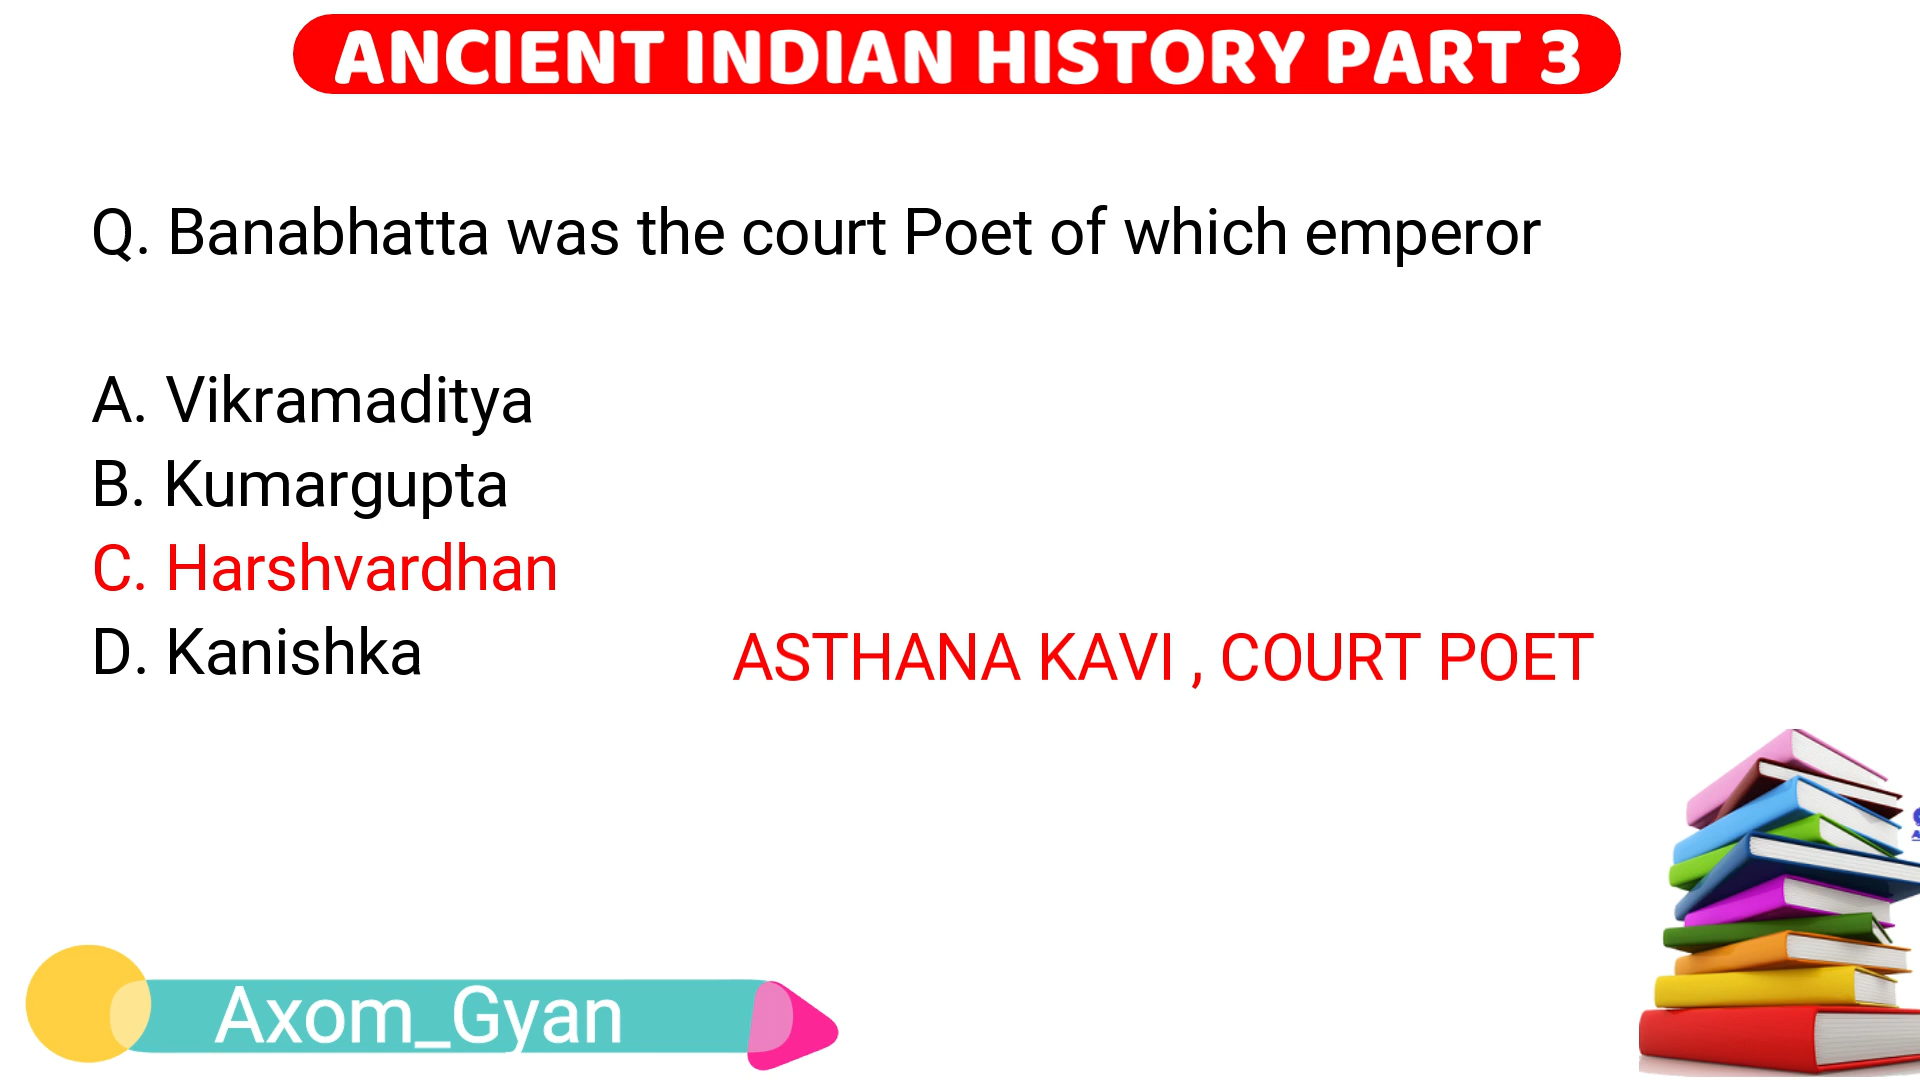 ANCIENT INDIAN HISTORY PART 3
Q. Banabhatta was the court Poet of which emperor
A. Vikramaditya
B. Kumargupta
C. Harshvardhan
D. Kanishka
ASTHANA KAVI , COURT POET
Axom_Gyan